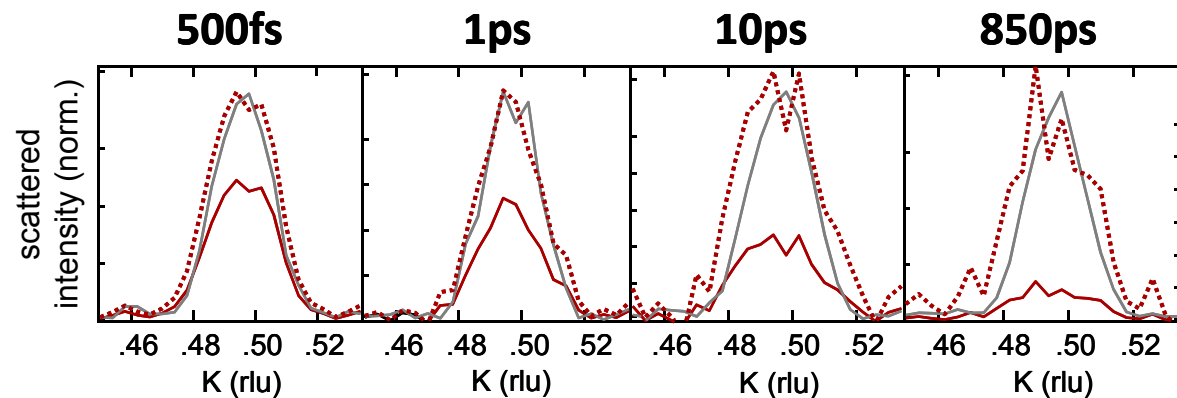 500fs 1ps 10ps 850ps
scattered
intensity (norm.)
.46 .48 .50 .52 .46 .48 .50 .52 .46 .48 .50 .52 .46 .48 .50 .52
K (rlu) K (rlu) K (rlu) K (rlu)